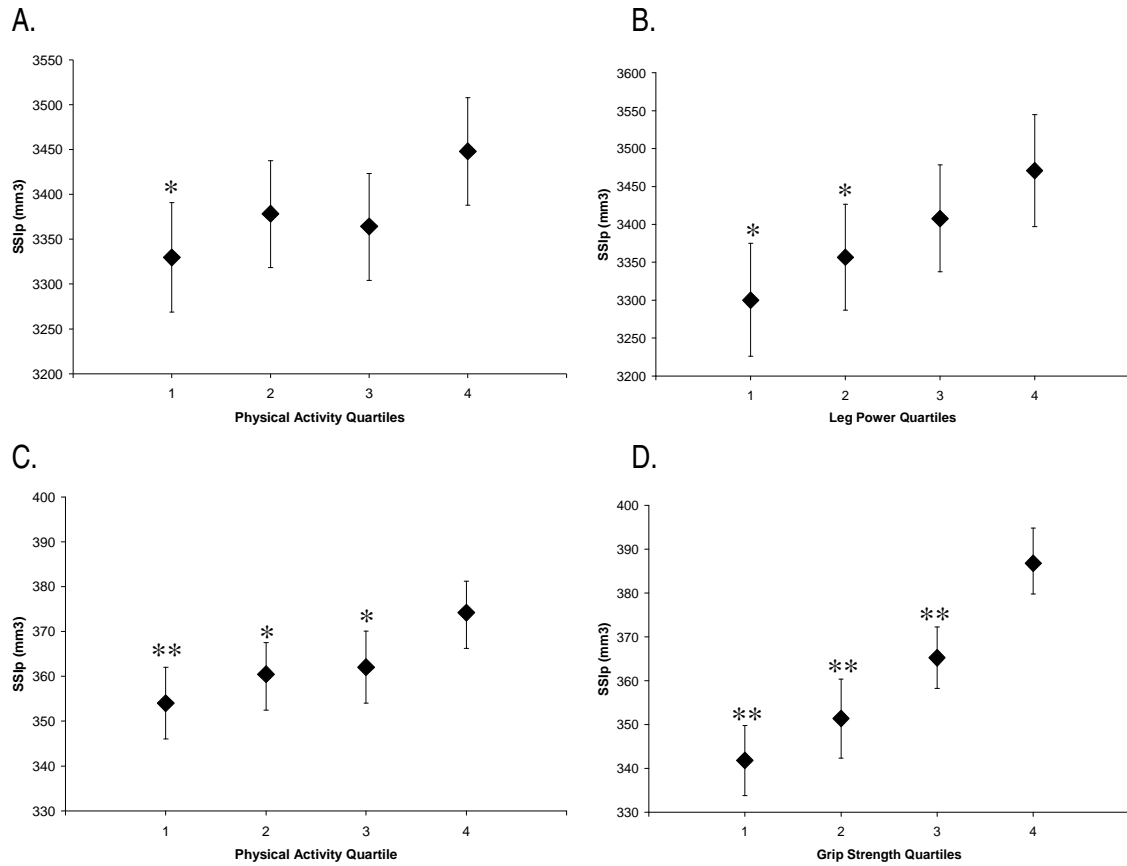 A.
3550
3500
3450
3400
3350
3300
3250
3200
SSIp (mm3)
*
1 2 3 4
Physical Activity Quartiles
B.
3600
3550
3500
3450
3400
3350
3300
3250
3200
SSIp (mm3)
* *
1 2 3 4
Leg Power Quartiles
C.
400
390
380
370
360
350
340
330
SSIp (mm3)
** * *
1 2 3 4
Physical Activity Quartile
D.
400
390
380
370
360
350
340
330
SSIp (mm3)
** ** **
1 2 3 4
Grip Strength Quartiles